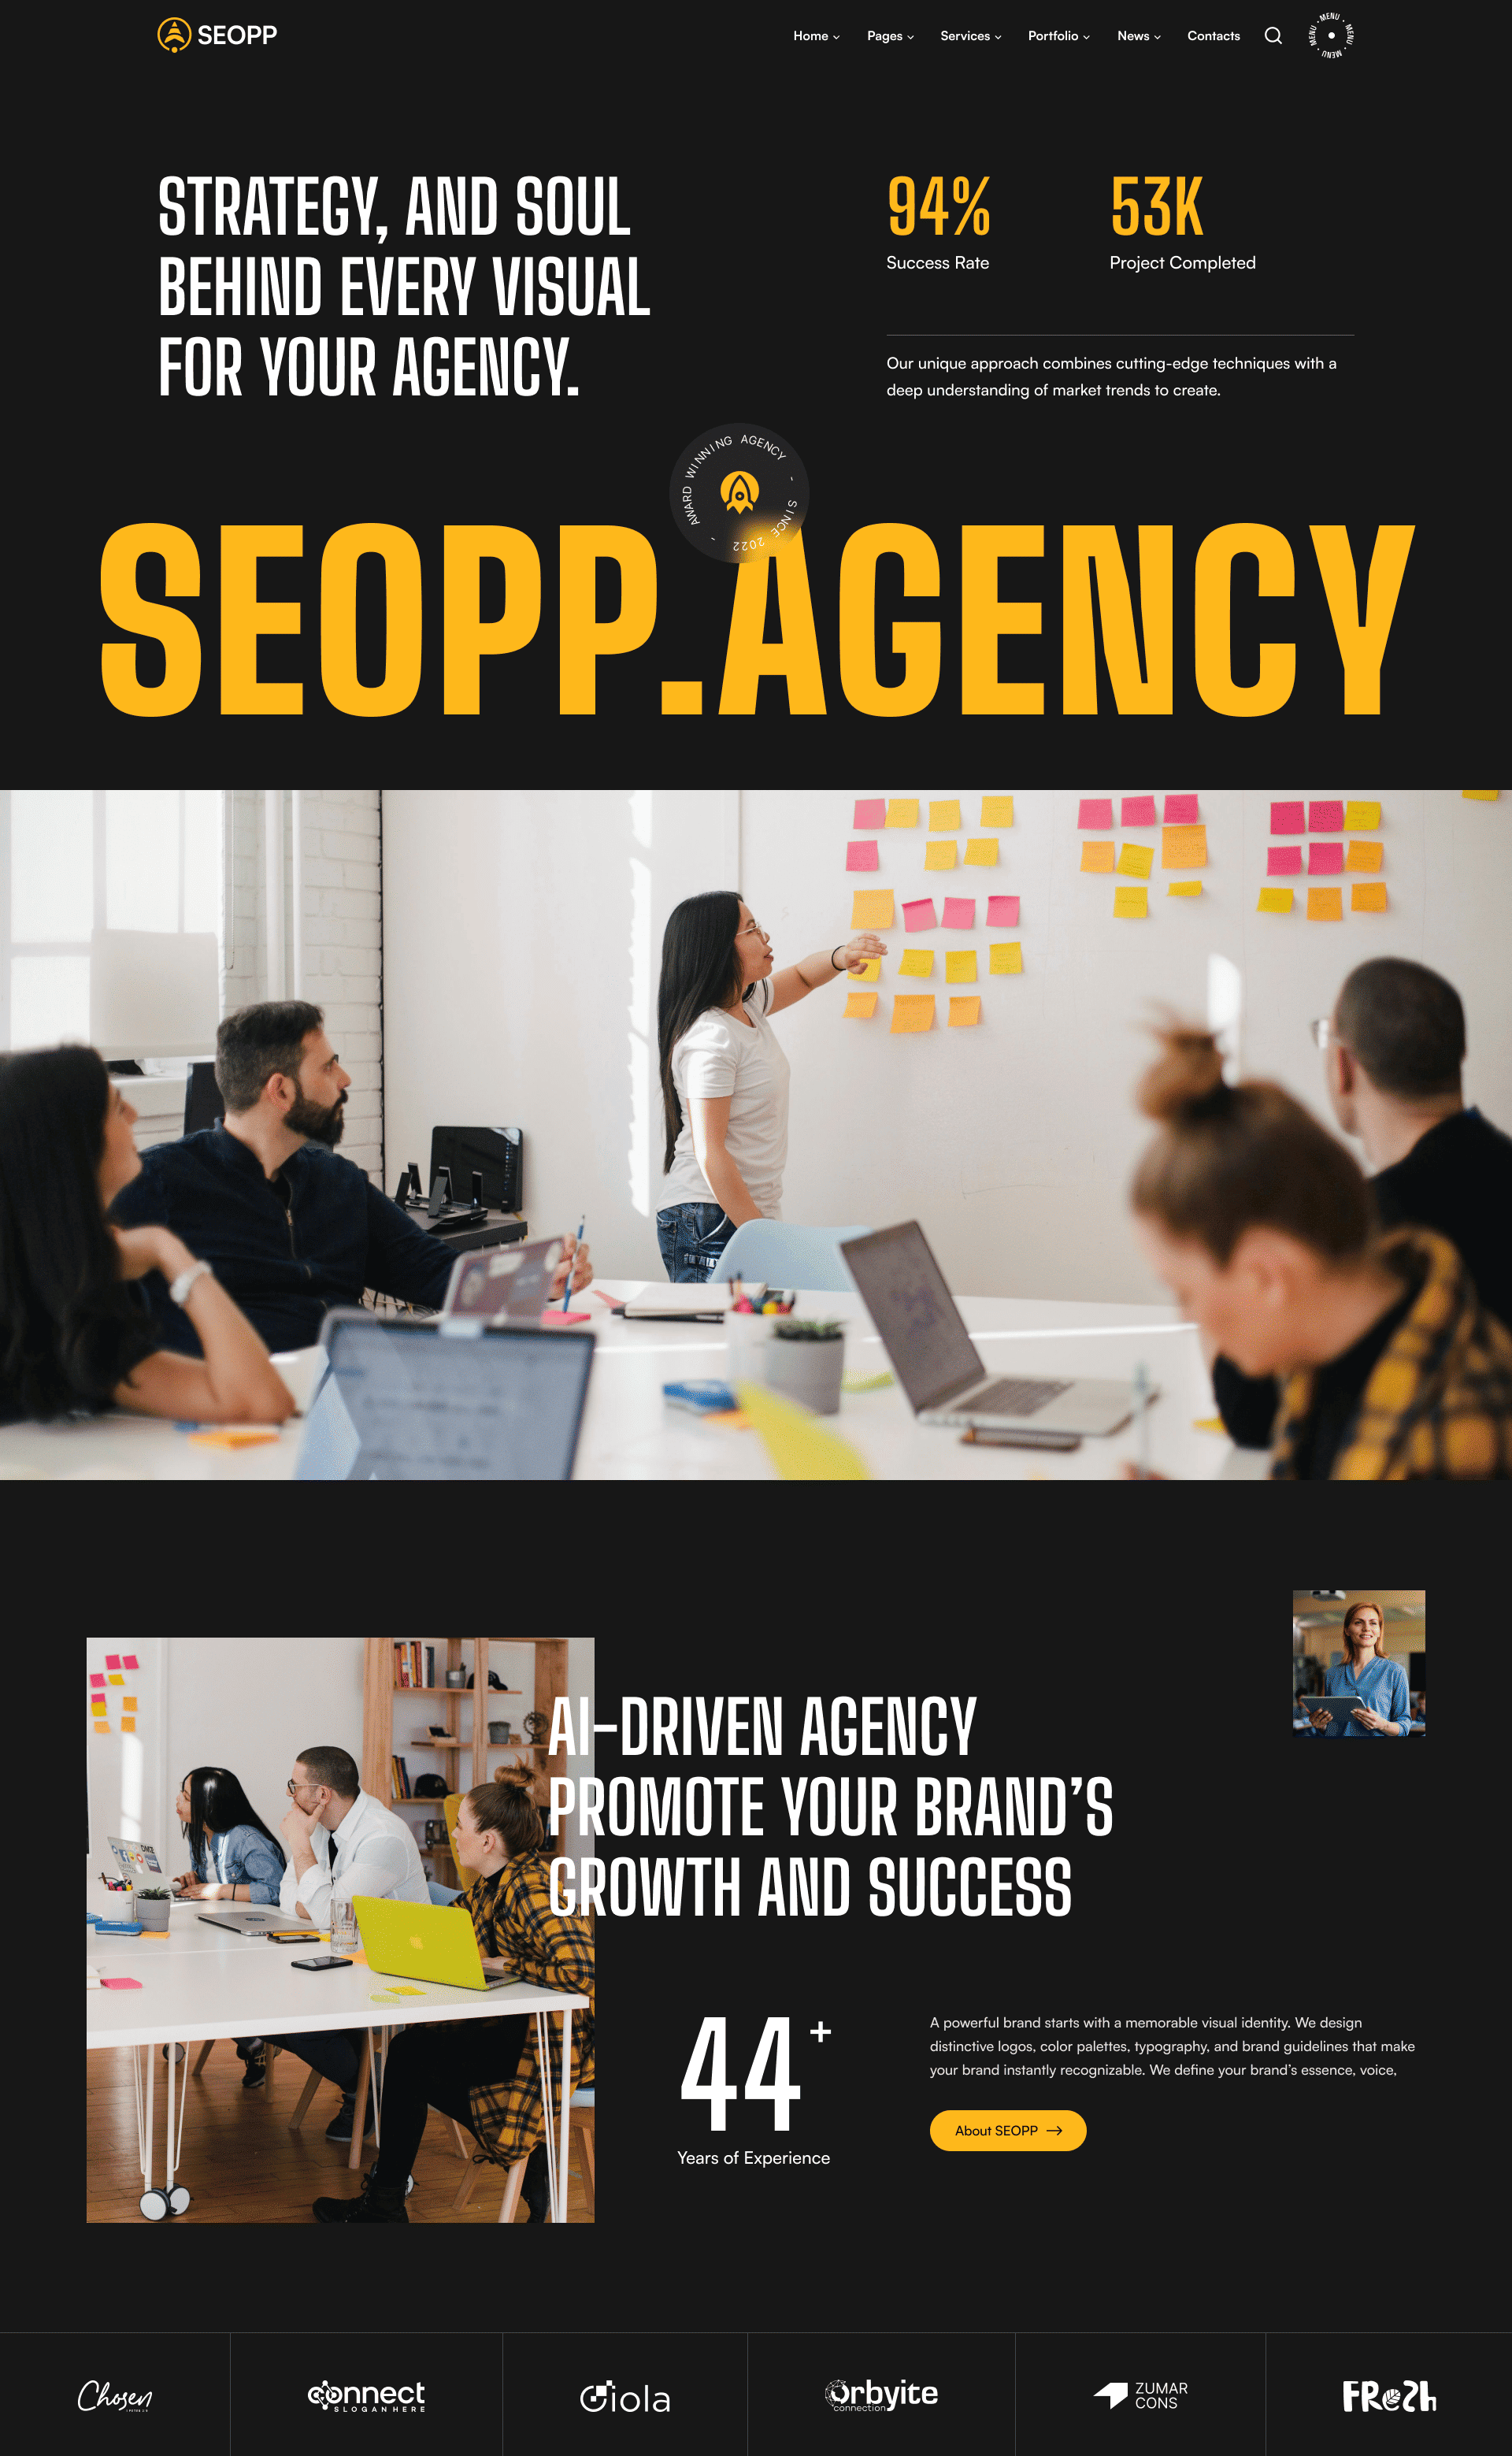 SEOPP
Home
Pages
Services
Portfolio
News
Contacts
MENU • MENU • MENU • MENU •
STRATEGY, AND SOUL
BEHIND EVERY VISUAL
FOR YOUR AGENCY.
94%
Success Rate
53K
Project Completed
Our unique approach combines cutting-edge techniques with a
deep understanding of market trends to create.
AWARD WINNING AGENCY - SINCE 2022 -
SEOPP.AGENCY
AI-DRIVEN AGENCY
PROMOTE YOUR BRAND’S
GROWTH AND SUCCESS
44+
Years of Experience
A powerful brand starts with a memorable visual identity. We design
distinctive logos, color palettes, typography, and brand guidelines that make
your brand instantly recognizable. We define your brand’s essence, voice,
About SEOPP
Chosen
connect
SLOGAN HERE
Giola
Orbyite
connection
ZUMAR
CONS
FReSh